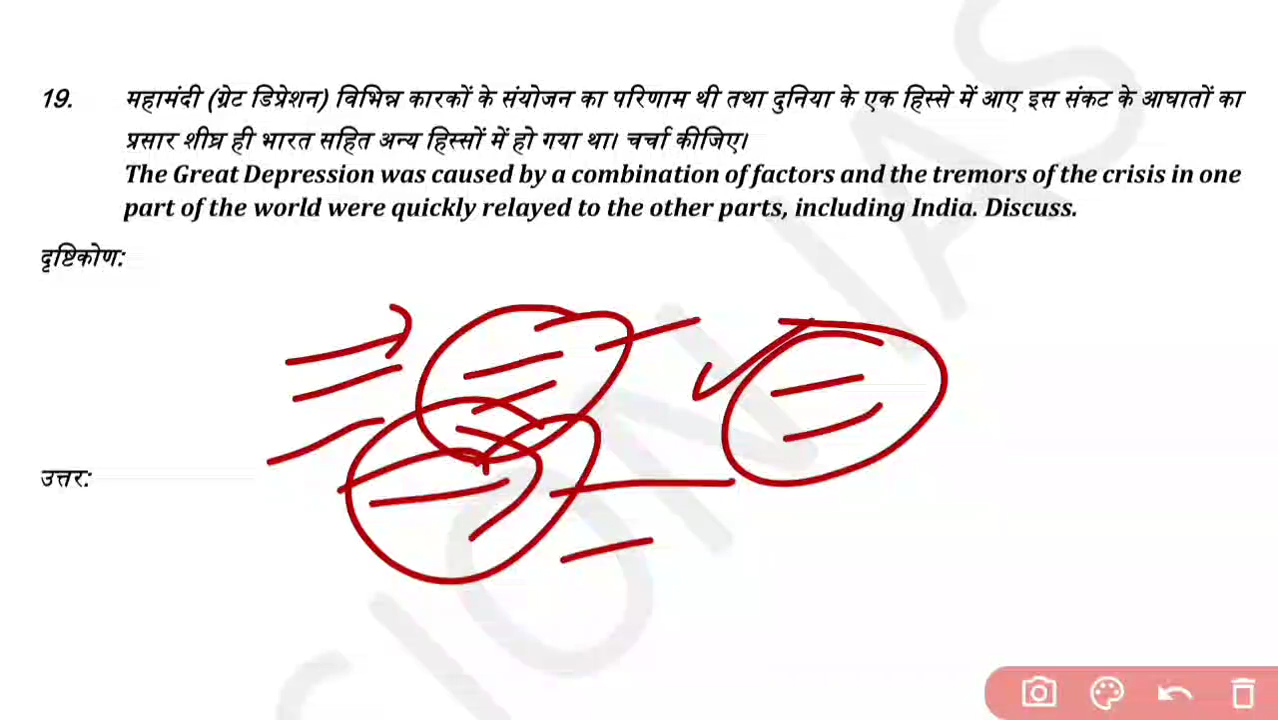 19. महामंदी (ग्रेट डिप्रेशन) विभिन्न कारकों के संयोजन का परिणाम थी तथा दुनिया के एक हिस्से में आए इस संकट के आघातों का
प्रसार शीघ्र ही भारत सहित अन्य हिस्सों में हो गया था। चर्चा कीजिए।
The Great Depression was caused by a combination of factors and the tremors of the crisis in one
part of the world were quickly relayed to the other parts, including India. Discuss.
दृष्टिकोण:
उत्तर: